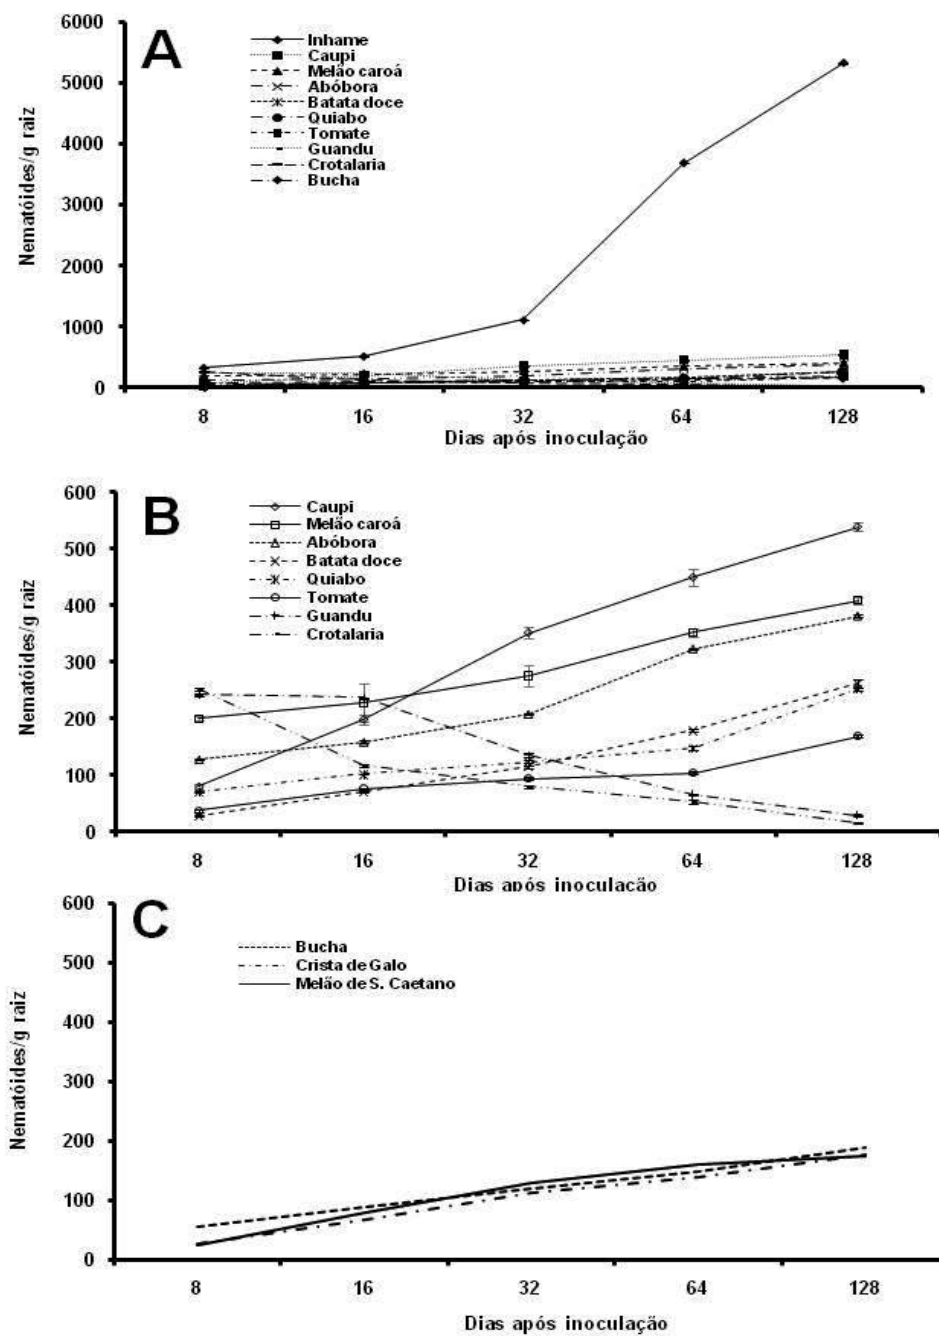 A
Nematóides/g raiz
6000
5000
4000
3000
2000
1000
0
Inhame
Caupi
Melão caroá
Abóbora
Batata doce
Quiabo
Tomate
Guandu
Crotalaria
Bucha
8 16 32 64 128
Dias após inoculação
B
Nematóides/g raiz
600
500
400
300
200
100
0
Caupi
Melão caroá
Abóbora
Batata doce
Quiabo
Tomate
Guandu
Crotalaria
8 16 32 64 128
Dias após inoculação
C
Nematóides/g raiz
600
500
400
300
200
100
0
Bucha
Crista de Galo
Melão de S. Caetano
8 16 32 64 128
Dias após inoculação